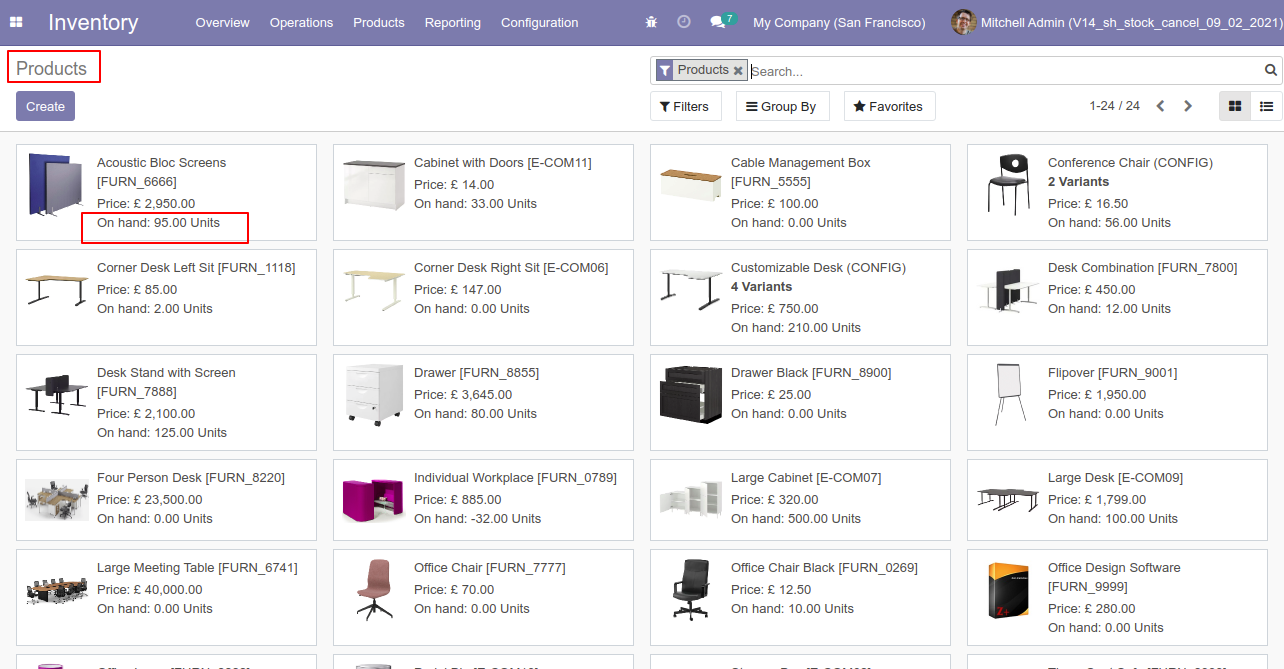 Inventory
Overview Operations Products Reporting Configuration
7
My Company (San Francisco)
Mitchell Admin (V14_sh_stock_cancel_09_02_2021)
Products
Products
Search...
Create
Filters
Group By
Favorites
1-24 / 24
Acoustic Bloc Screens
[FURN_6666]
Price: £ 2,950.00
On hand: 95.00 Units
Cabinet with Doors [E-COM11]
Price: £ 14.00
On hand: 33.00 Units
Cable Management Box
[FURN_5555]
Price: £ 100.00
On hand: 0.00 Units
Conference Chair (CONFIG)
2 Variants
Price: £ 16.50
On hand: 56.00 Units
Corner Desk Left Sit [FURN_1118]
Price: £ 85.00
On hand: 2.00 Units
Corner Desk Right Sit [E-COM06]
Price: £ 147.00
On hand: 0.00 Units
Customizable Desk (CONFIG)
4 Variants
Price: £ 750.00
On hand: 210.00 Units
Desk Combination [FURN_7800]
Price: £ 450.00
On hand: 12.00 Units
Desk Stand with Screen
[FURN_7888]
Price: £ 2,100.00
On hand: 125.00 Units
Drawer [FURN_8855]
Price: £ 3,645.00
On hand: 80.00 Units
Drawer Black [FURN_8900]
Price: £ 25.00
On hand: 0.00 Units
Flipover [FURN_9001]
Price: £ 1,950.00
On hand: 0.00 Units
Four Person Desk [FURN_8220]
Price: £ 23,500.00
On hand: 0.00 Units
Individual Workplace [FURN_0789]
Price: £ 885.00
On hand: -32.00 Units
Large Cabinet [E-COM07]
Price: £ 320.00
On hand: 500.00 Units
Large Desk [E-COM09]
Price: £ 1,799.00
On hand: 100.00 Units
Large Meeting Table [FURN_6741]
Price: £ 40,000.00
On hand: 0.00 Units
Office Chair [FURN_7777]
Price: £ 70.00
On hand: 0.00 Units
Office Chair Black [FURN_0269]
Price: £ 12.50
On hand: 10.00 Units
Z+
Office Design Software
[FURN_9999]
Price: £ 280.00
On hand: 0.00 Units